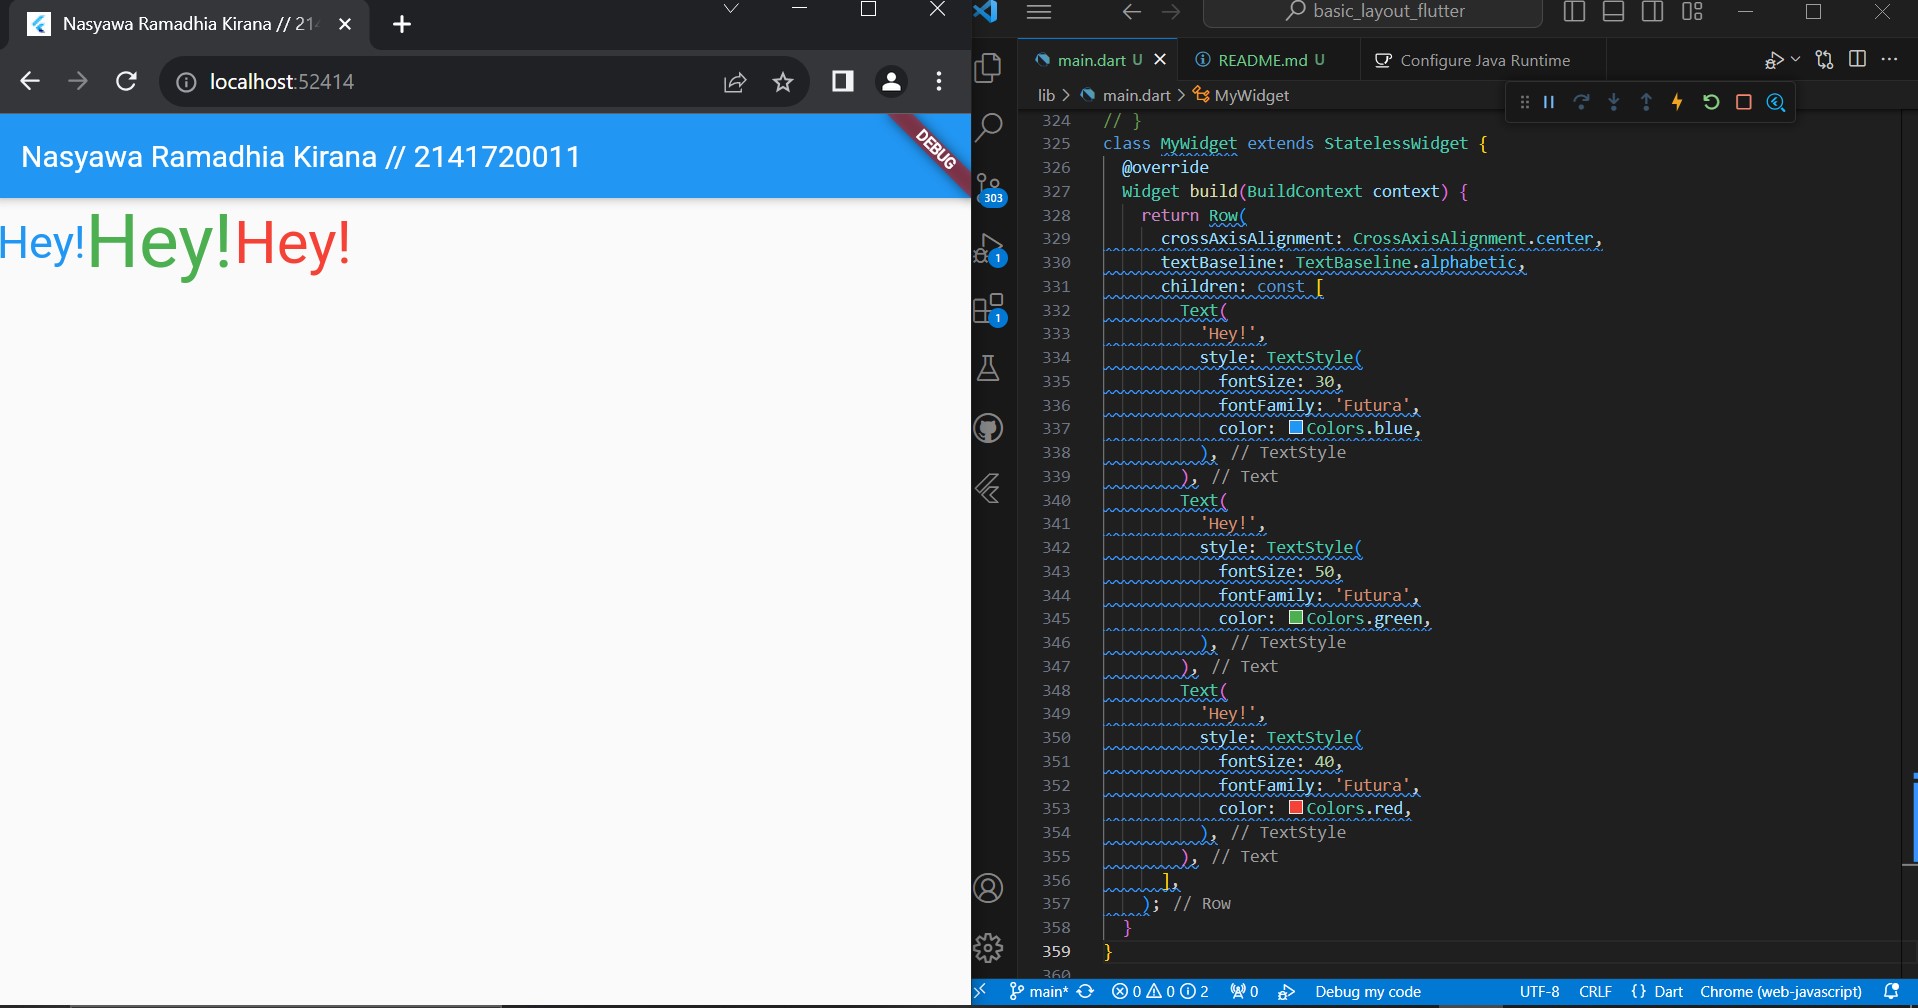 Nasyawa Ramadhia Kirana // 214
localhost:52414
Nasyawa Ramadhia Kirana // 2141720011
DEBUG
Hey!Hey!Hey!
basic_layout_flutter
main.dart U
README.md U
Configure Java Runtime
lib > main.dart > MyWidget
303
1
1
324 // }
325 class MyWidget extends StatelessWidget {
326 @override
327 Widget build(BuildContext context) {
328 return Row(
329 crossAxisAlignment: CrossAxisAlignment.center,
330 textBaseline: TextBaseline.alphabetic,
331 children: const [
332 Text(
333 'Hey!',
334 style: TextStyle(
335 fontSize: 30,
336 fontFamily: 'Futura',
337 color: Colors.blue,
338 ), // TextStyle
339 ), // Text
340 Text(
341 'Hey!',
342 style: TextStyle(
343 fontSize: 50,
344 fontFamily: 'Futura',
345 color: Colors.green,
346 ), // TextStyle
347 ), // Text
348 Text(
349 'Hey!',
350 style: TextStyle(
351 fontSize: 40,
352 fontFamily: 'Futura',
353 color: Colors.red,
354 ), // TextStyle
355 ), // Text
356 ],
357 ); // Row
358 }
359 }
360
main* 0 0 2 0 Debug my code UTF-8 CRLF {} Dart Chrome (web-javascript)